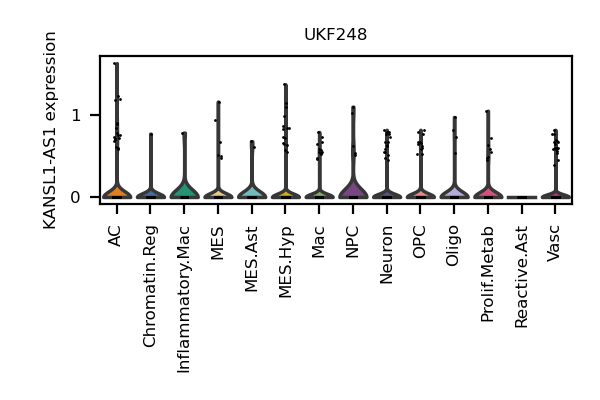 UKF248
KANSL1-AS1 expression
1
0
AC
Chromatin.Reg
Inflammatory.Mac
MES
MES.Ast
MES.Hyp
Mac
NPC
Neuron
OPC
Oligo
Prolif.Metab
Reactive.Ast
Vasc